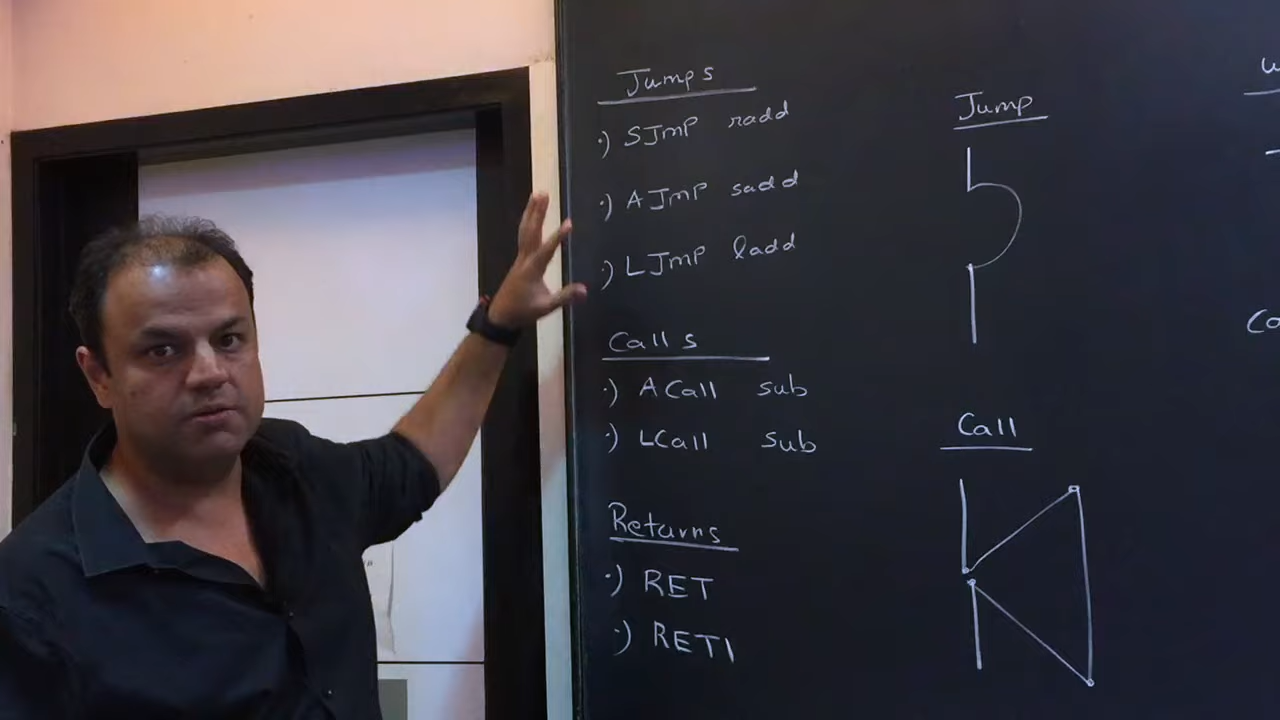 Jumps
·) SJmP radd
·) AJmP sadd
·) LJmP ladd
Calls
·) ACall sub
·) LCall sub
Returns
·) RET
·) RETI
Jump
Call